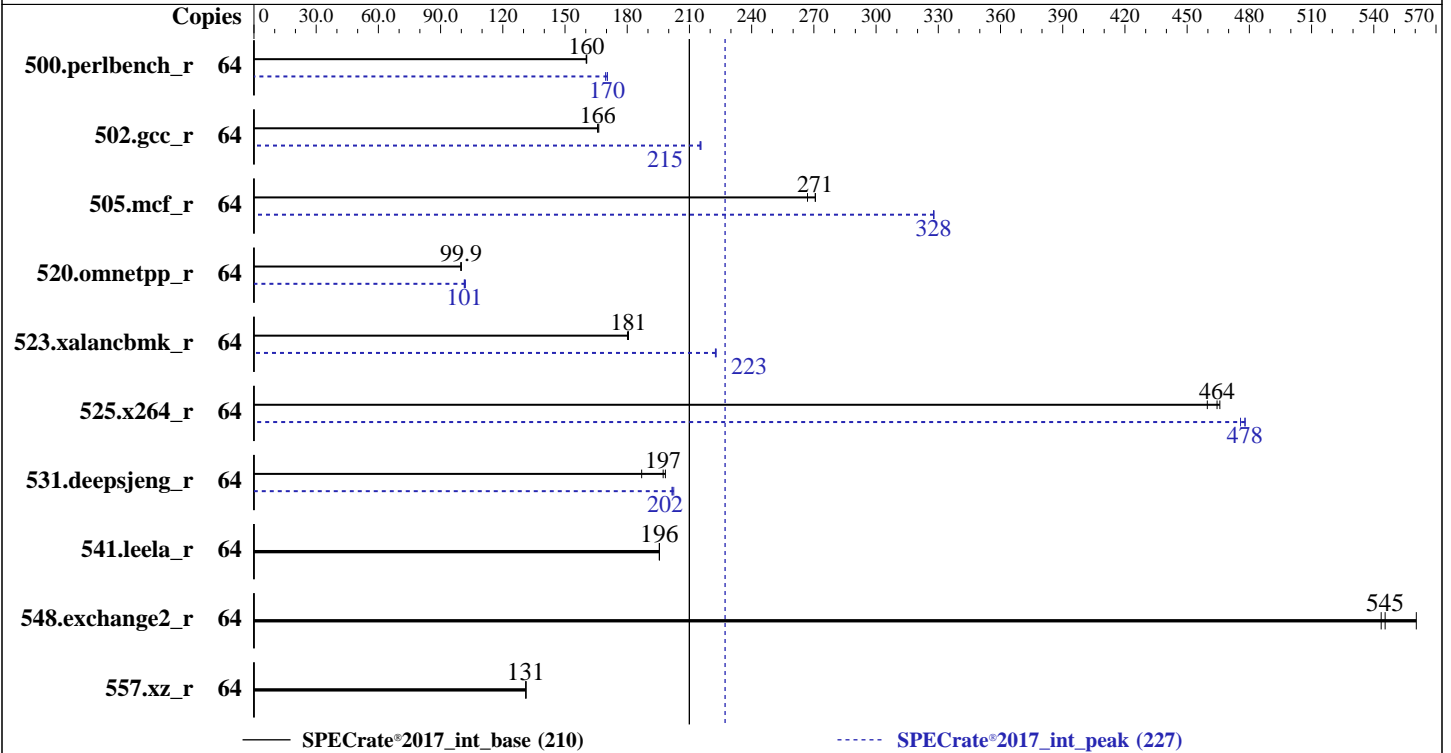 Copies 0 30.0 60.0 90.0 120 150 180 210 240 270 300 330 360 390 420 450 480 510 540 570
160
500.perlbench_r 64
170
166
502.gcc_r 64
215
271
505.mcf_r 64
328
99.9
520.omnetpp_r 64
101
181
523.xalancbmk_r 64
223
464
525.x264_r 64
478
197
531.deepsjeng_r 64
202
196
541.leela_r 64
545
548.exchange2_r 64
131
557.xz_r 64
SPECrate®2017_int_base (210) SPECrate®2017_int_peak (227)